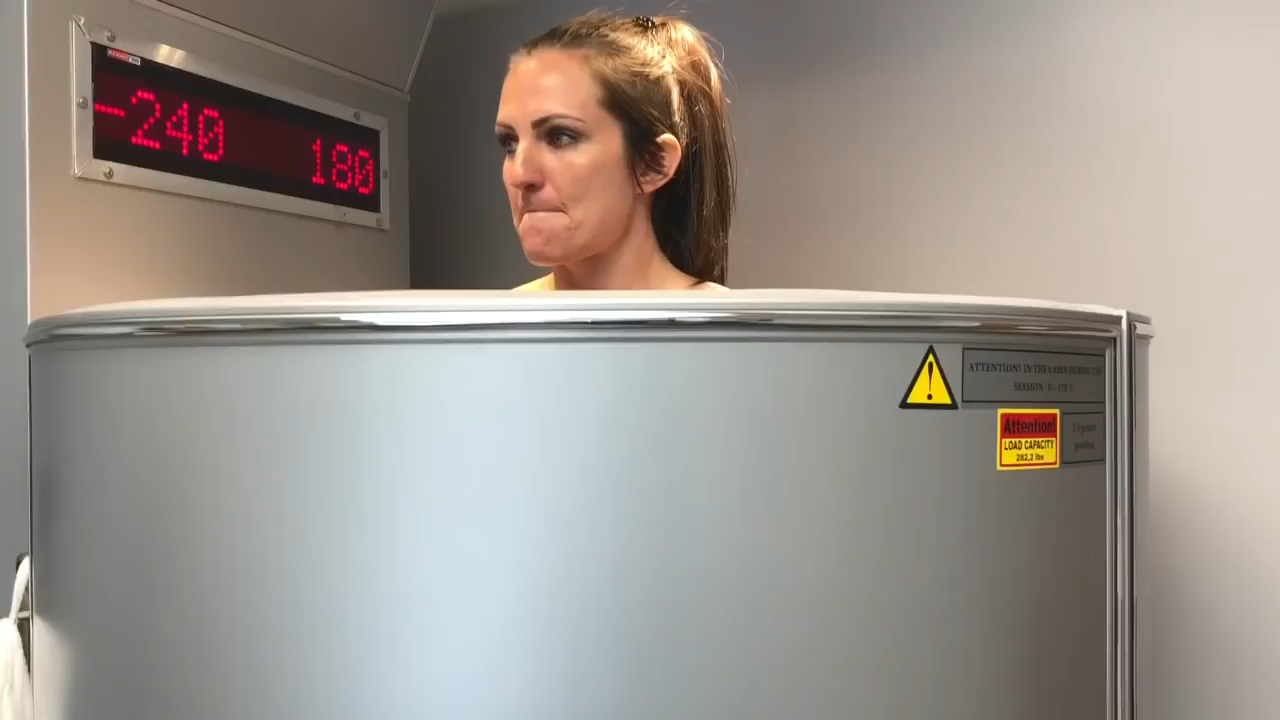 -240 180
ATTENTION! IN THE CABIN DURING THE
SESSION
Attention!
LOAD CAPACITY
282,2 lbs